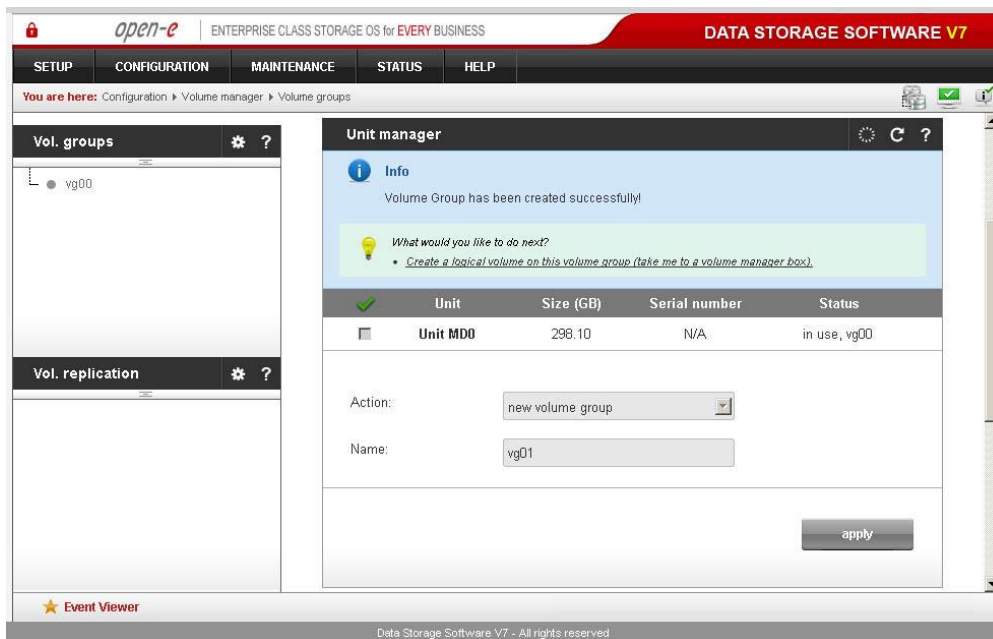 open-e ENTERPRISE CLASS STORAGE OS for EVERY BUSINESS DATA STORAGE SOFTWARE V7
SETUP CONFIGURATION MAINTENANCE STATUS HELP
You are here: Configuration Volume manager Volume groups
Vol. groups ?
vg00
Vol. replication ?
Unit manager ?
Info
Volume Group has been created successfully!
What would you like to do next?
• Create a logical volume on this volume group (take me to a volume manager box).
Unit Size (GB) Serial number Status
Unit MD0 298.10 N/A in use, vg00
Action: new volume group
Name: vg01
apply
Event Viewer
Data Storage Software V7 - All rights reserved